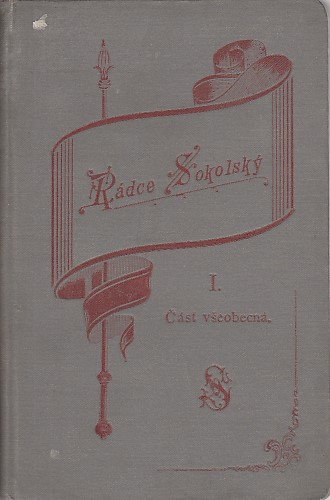 Rádce Sokolský
I.
Část všeobecná.